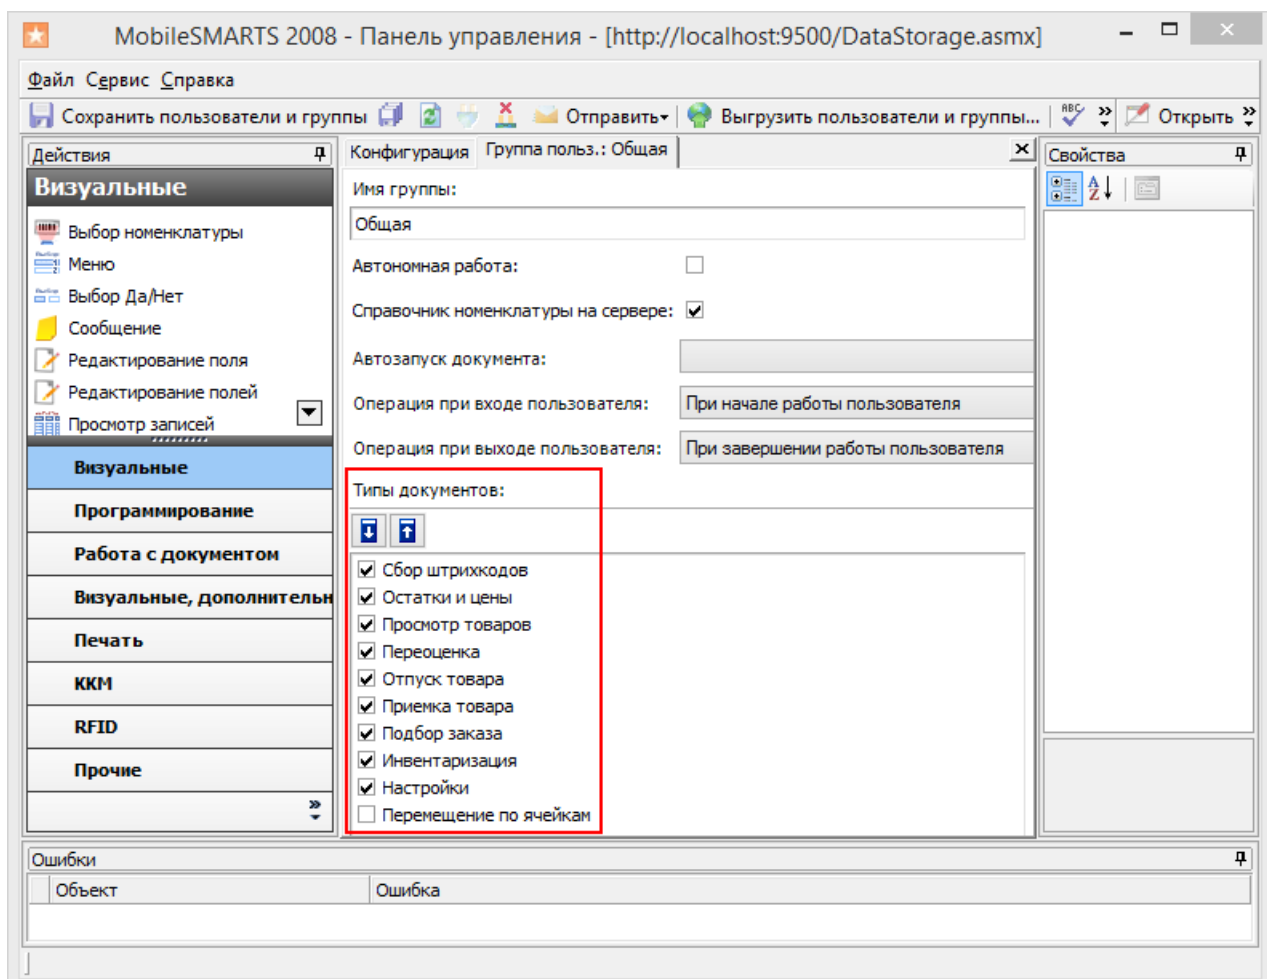 MobileSMARTS 2008 - Панель управления - [http://localhost:9500/DataStorage.asmx]
Файл Сервис Справка
Сохранить пользователи и группы Отправить Выгрузить пользователи и группы... ABC Открыть
Действия
Визуальные
Выбор номенклатуры
Меню
Выбор Да/Нет
Сообщение
Редактирование поля
Редактирование полей
Просмотр записей
Визуальные
Программирование
Работа с документом
Визуальные, дополнительн
Печать
ККМ
RFID
Прочие
Конфигурация Группа польз.: Общая
Имя группы:
Общая
Автономная работа:
Справочник номенклатуры на сервере:
Автозапуск документа:
Операция при входе пользователя: При начале работы пользователя
Операция при выходе пользователя: При завершении работы пользователя
Типы документов:
Сбор штрихкодов
Остатки и цены
Просмотр товаров
Переоценка
Отпуск товара
Приемка товара
Подбор заказа
Инвентаризация
Настройки
Перемещение по ячейкам
Свойства
Ошибки
Объект Ошибка